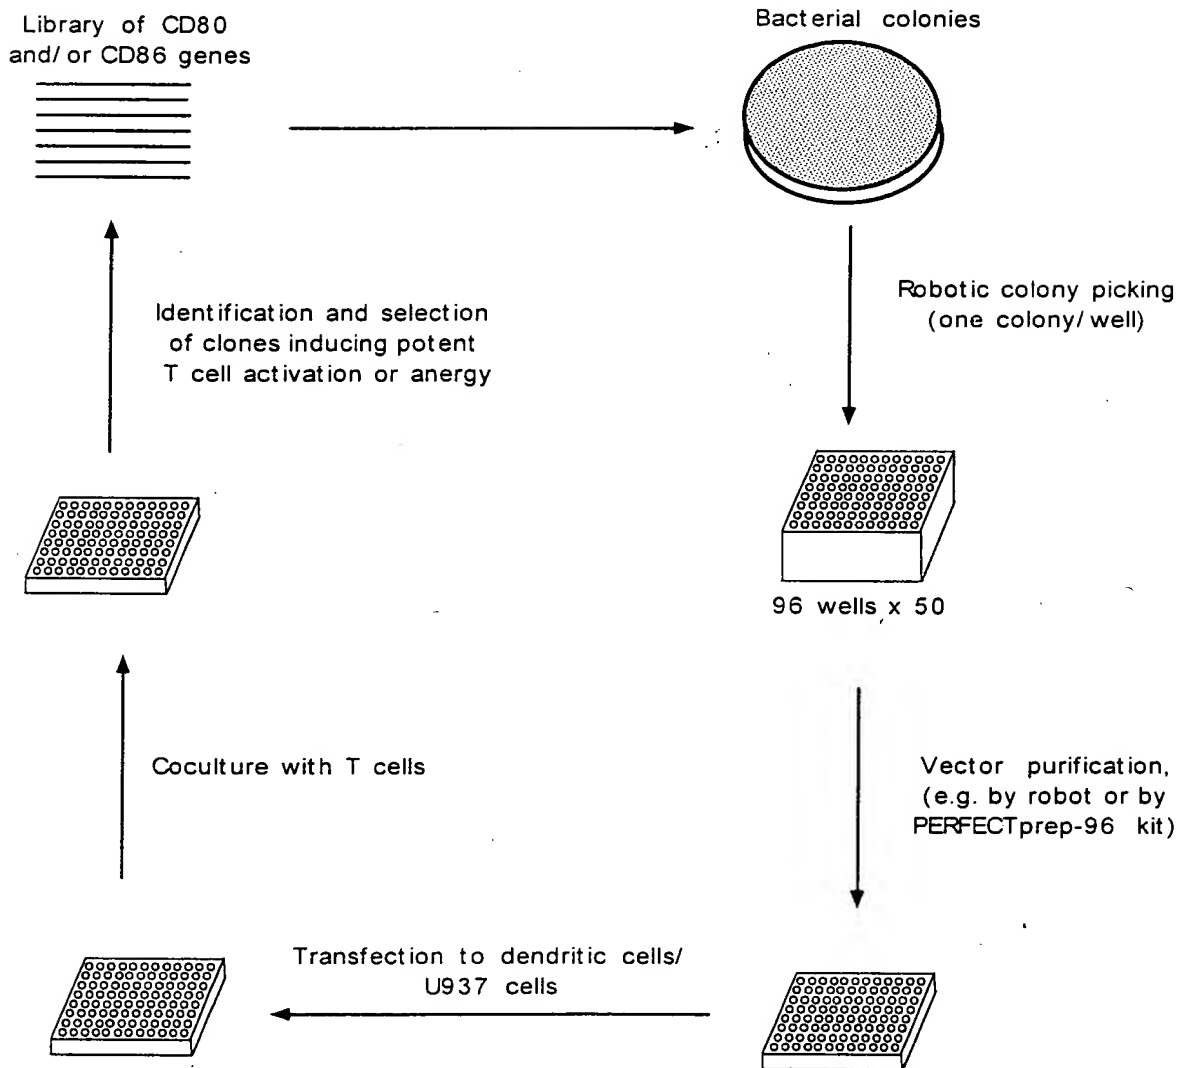 Library of CD80
and/or CD86 genes
Bacterial colonies
Robotic colony picking
(one colony/well)
Identification and selection
of clones inducing potent
T cell activation or anergy
96 wells x 50
Coculture with T cells
Vector purification,
(e.g. by robot or by
PERFECTprep-96 kit)
Transfection to dendritic cells/
U937 cells